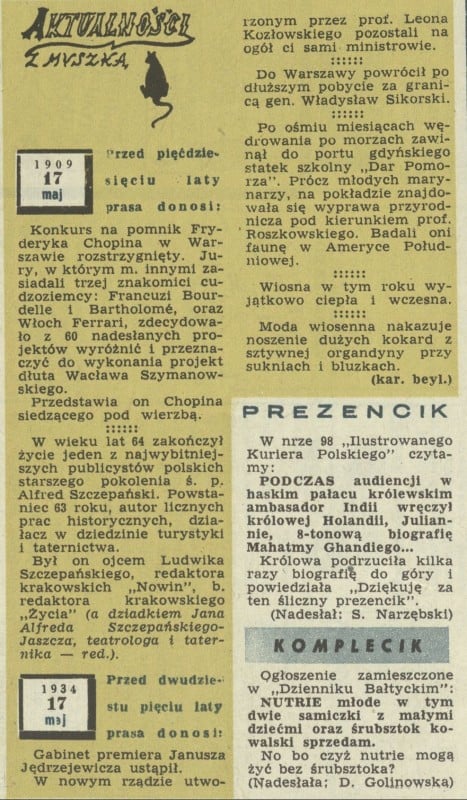 AKTUALNOŚCI
Z MYSZKĄ
1909
17
maj
Przed pięćdzie-
sięciu laty
prasa donosi:
Konkurs na pomnik Fry-
deryka Chopina w War-
szawie rozstrzygnięty. Ju-
ry, w którym m. innymi za-
siadali trzej znakomici cu-
dzoziemcy: Francuzi Bour-
delle i Bartholomé, oraz
Włoch Ferrari, zdecydowa-
ło z 60 nadesłanych pro-
jektów wyróżnić i przezna-
czyć do wykonania projekt
dłuta Wacława Szymanow-
skiego.
Przedstawia on Chopina
siedzącego pod wierzbą.
::::::
W wieku lat 64 zakończył
życie jeden z najwybitniej-
szych publicystów polskich
starszego pokolenia ś. p.
Alfred Szczepański. Powsta-
niec 63 roku, autor licznych
prac historycznych, dzia-
łacz w dziedzinie turystyki
i taternictwa.
Był on ojcem Ludwika
Szczepańskiego, redaktora
krakowskich „Nowin", b.
redaktora krakowskiego
„Życia" (a dziadkiem Jana
Alfreda Szczepańskiego-
Jaszcza, teatrologa i tater-
nika — red.).
1934
17
maj
Przed dwudzie-
stu pięciu laty
prasa donosi:
Gabinet premiera Janusza
Jędrzejewicza ustąpił.
W nowym rządzie utwo-
rzonym przez prof. Leona
Kozłowskiego pozostali na
ogół ci sami ministrowie.
::::::
Do Warszawy powrócił po
dłuższym pobycie za grani-
cą gen. Władysław Sikorski.
::::::
Po ośmiu miesiącach wę-
drowania po morzach zawi-
nął do portu gdyńskiego
statek szkolny „Dar Pomo-
rza". Prócz młodych mary-
narzy, na pokładzie znajdo-
wała się wyprawa przyrod-
nicza pod kierunkiem prof.
Roszkowskiego. Badali oni
faunę w Ameryce Połud-
niowej.
::::::
Wiosna w tym roku wy-
jątkowo ciepła i wczesna.
::::::
Moda wiosenna nakazuje
noszenie dużych kokard z
sztywnej organdyny przy
sukniach i bluzkach.
(kar. beyl.)
PREZENCIK
W nrze 98 „Ilustrowanego
Kuriera Polskiego" czyta-
my:
PODCZAS audiencji w
haskim pałacu królewskim
ambasador Indii wręczył
królowej Holandii, Julian-
nie, 8-tonową biografię
Mahatmy Ghandiego...
Królowa podrzuciła kilka
razy biografię do góry i
powiedziała „Dziękuję za
ten śliczny prezencik".
(Nadesłał: S. Narzębski)
KOMPLECIK
Ogłoszenie zamieszczone
w „Dzienniku Bałtyckim":
NUTRIE młode w tym
dwie samiczki z małymi
dziećmi oraz śrubsztok ko-
walski sprzedam.
No bo czyż nutrie mogą
żyć bez śrubsztoka?
(Nadesłała: D. Golinowska)